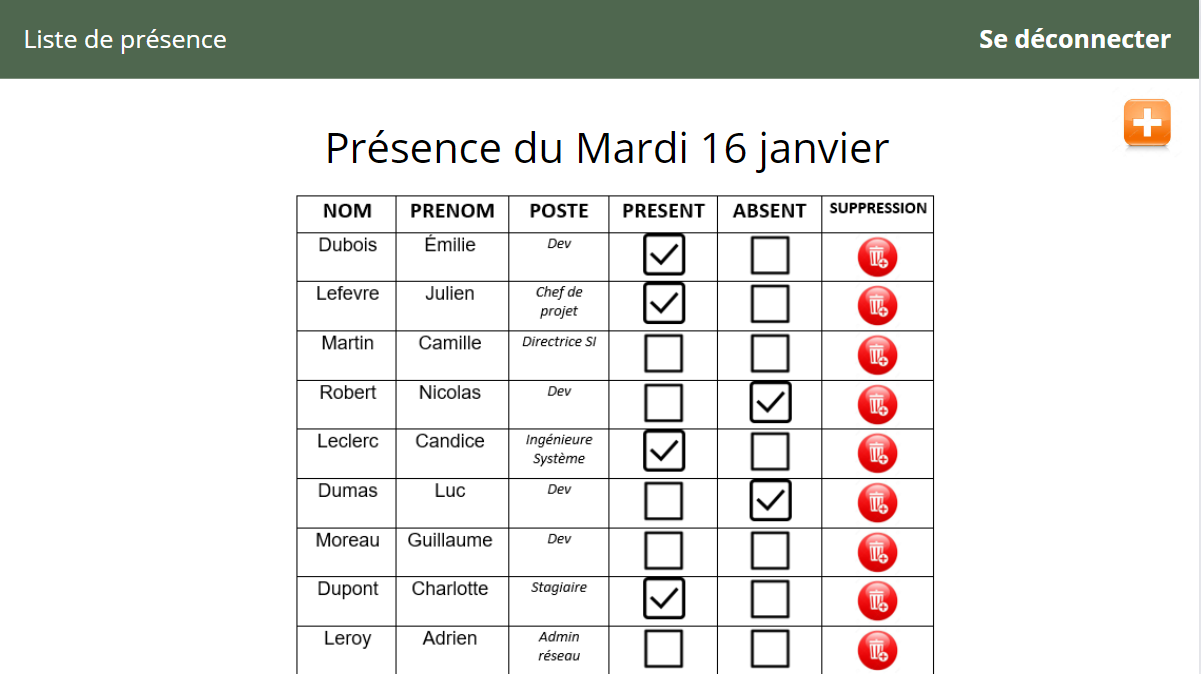 Liste de présence
Se déconnecter
Présence du Mardi 16 janvier
NOM PRENOM POSTE PRESENT ABSENT SUPPRESSION
Dubois Émilie Dev
Lefevre Julien Chef de
projet
Martin Camille Directrice SI
Robert Nicolas Dev
Leclerc Candice Ingénieure
Système
Dumas Luc Dev
Moreau Guillaume Dev
Dupont Charlotte Stagiaire
Leroy Adrien Admin
réseau